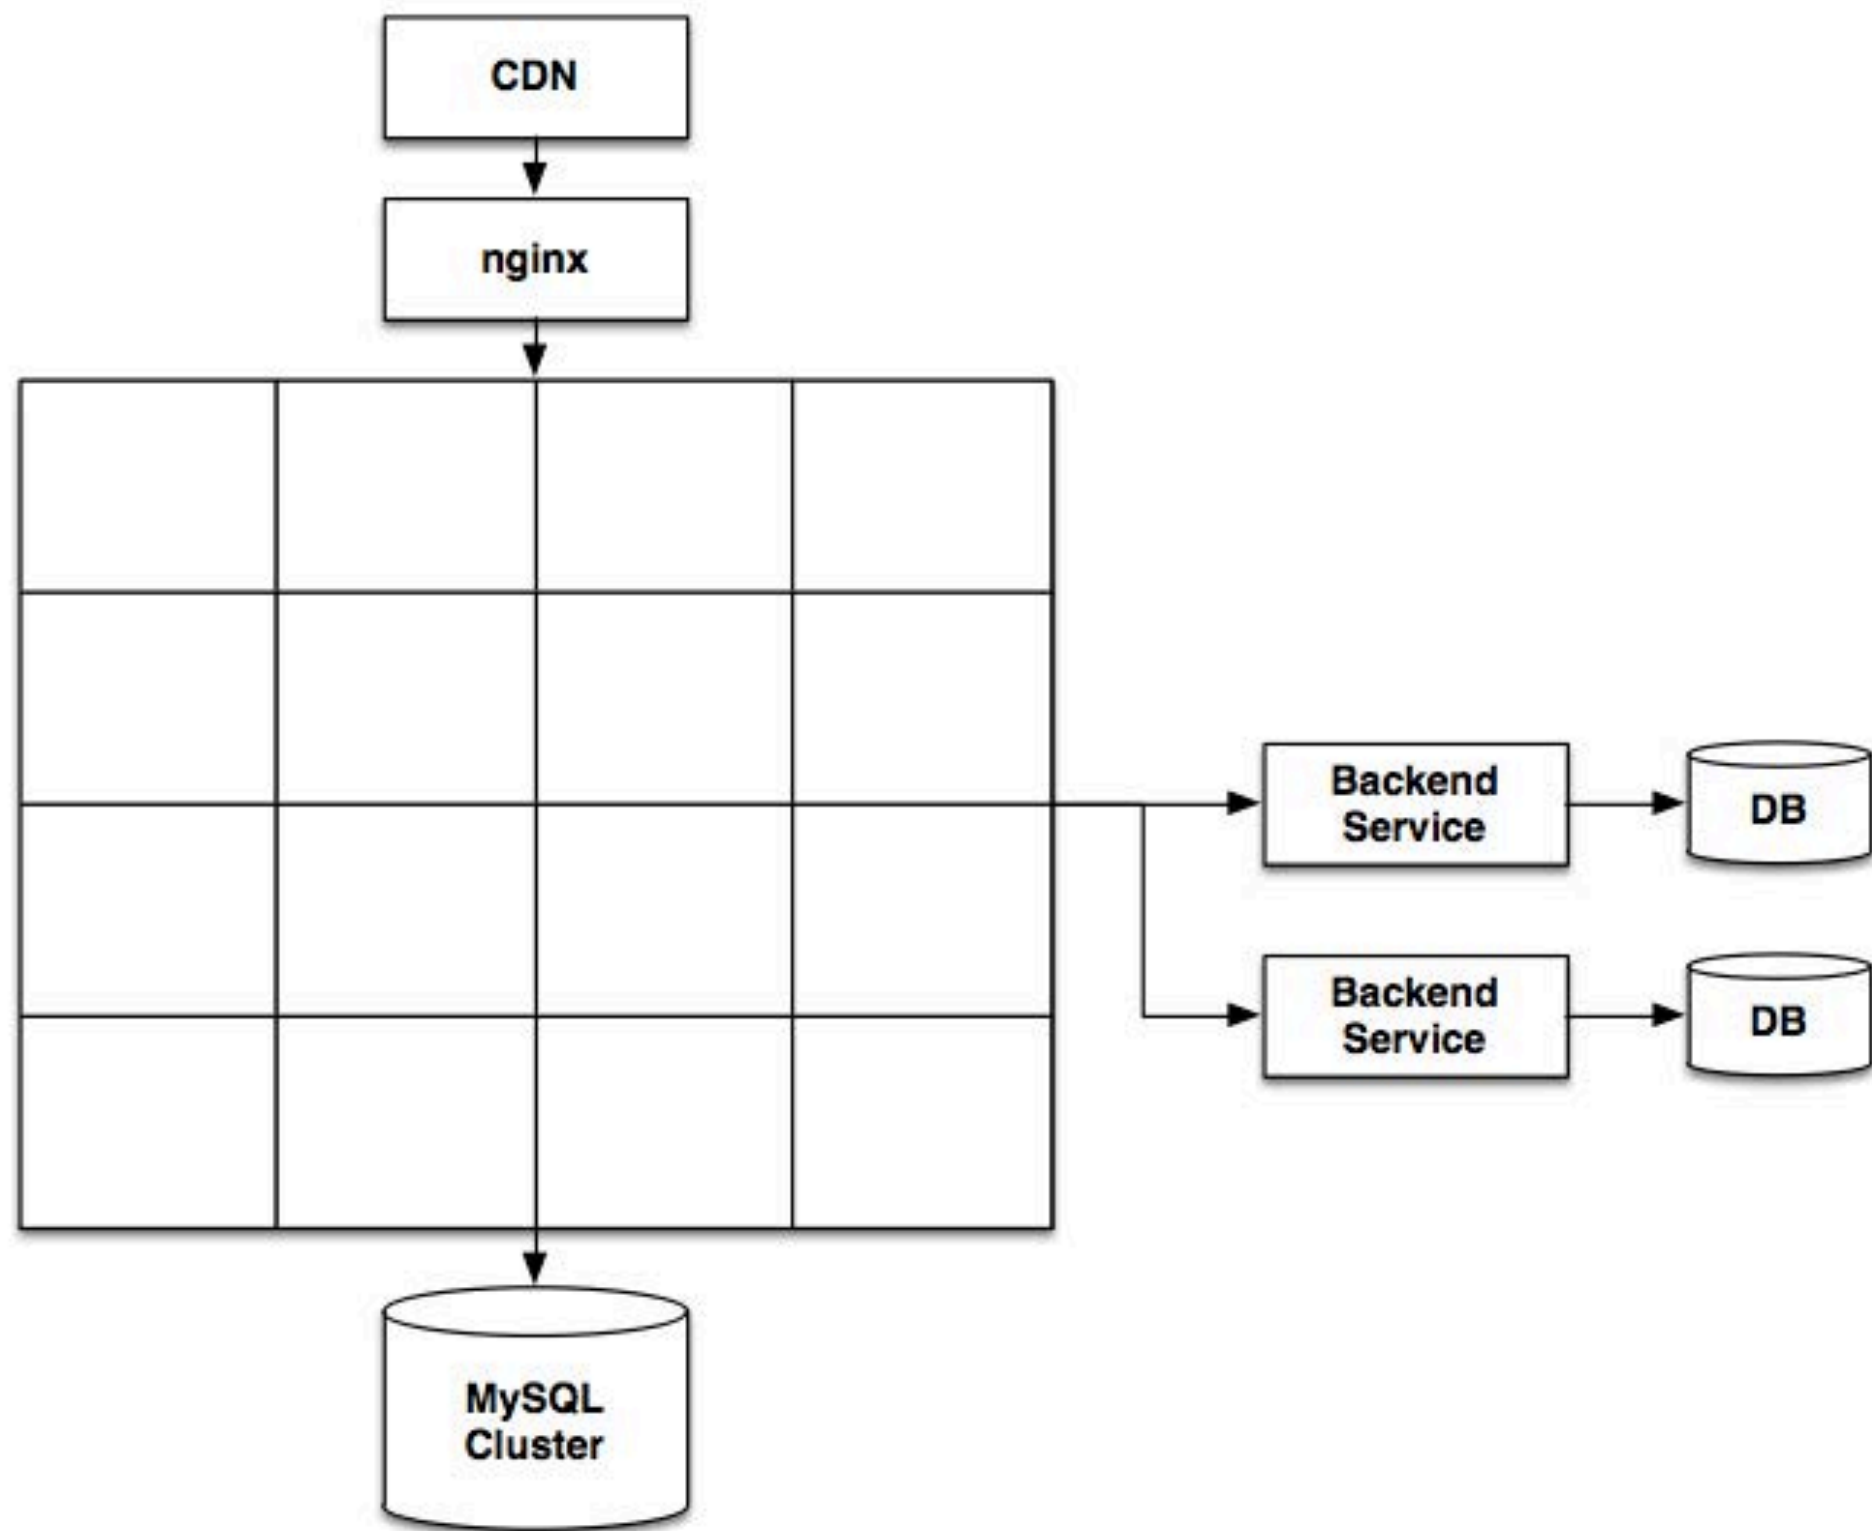 CDN
nginx
Backend
Service
DB
Backend
Service
DB
MySQL
Cluster